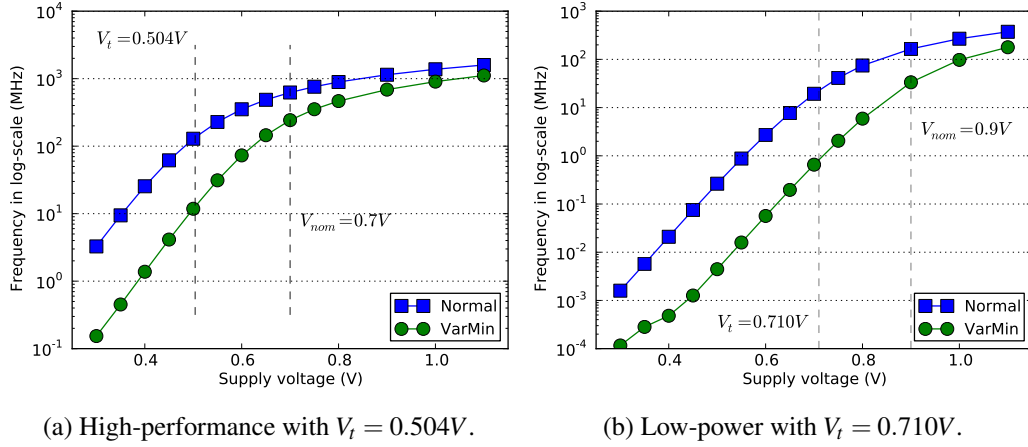 10^4
10^3
10^2
10^1
10^0
10^-1
Frequency in log-scale (MHz)
V_t=0.504V
V_nom=0.7V
Normal
VarMin
0.4 0.6 0.8 1.0
Supply voltage (V)
(a) High-performance with V_t = 0.504V.
10^3
10^2
10^1
10^0
10^-1
10^-2
10^-3
10^-4
Frequency in log-scale (MHz)
V_nom=0.9V
V_t=0.710V
Normal
VarMin
0.4 0.6 0.8 1.0
Supply voltage (V)
(b) Low-power with V_t = 0.710V.